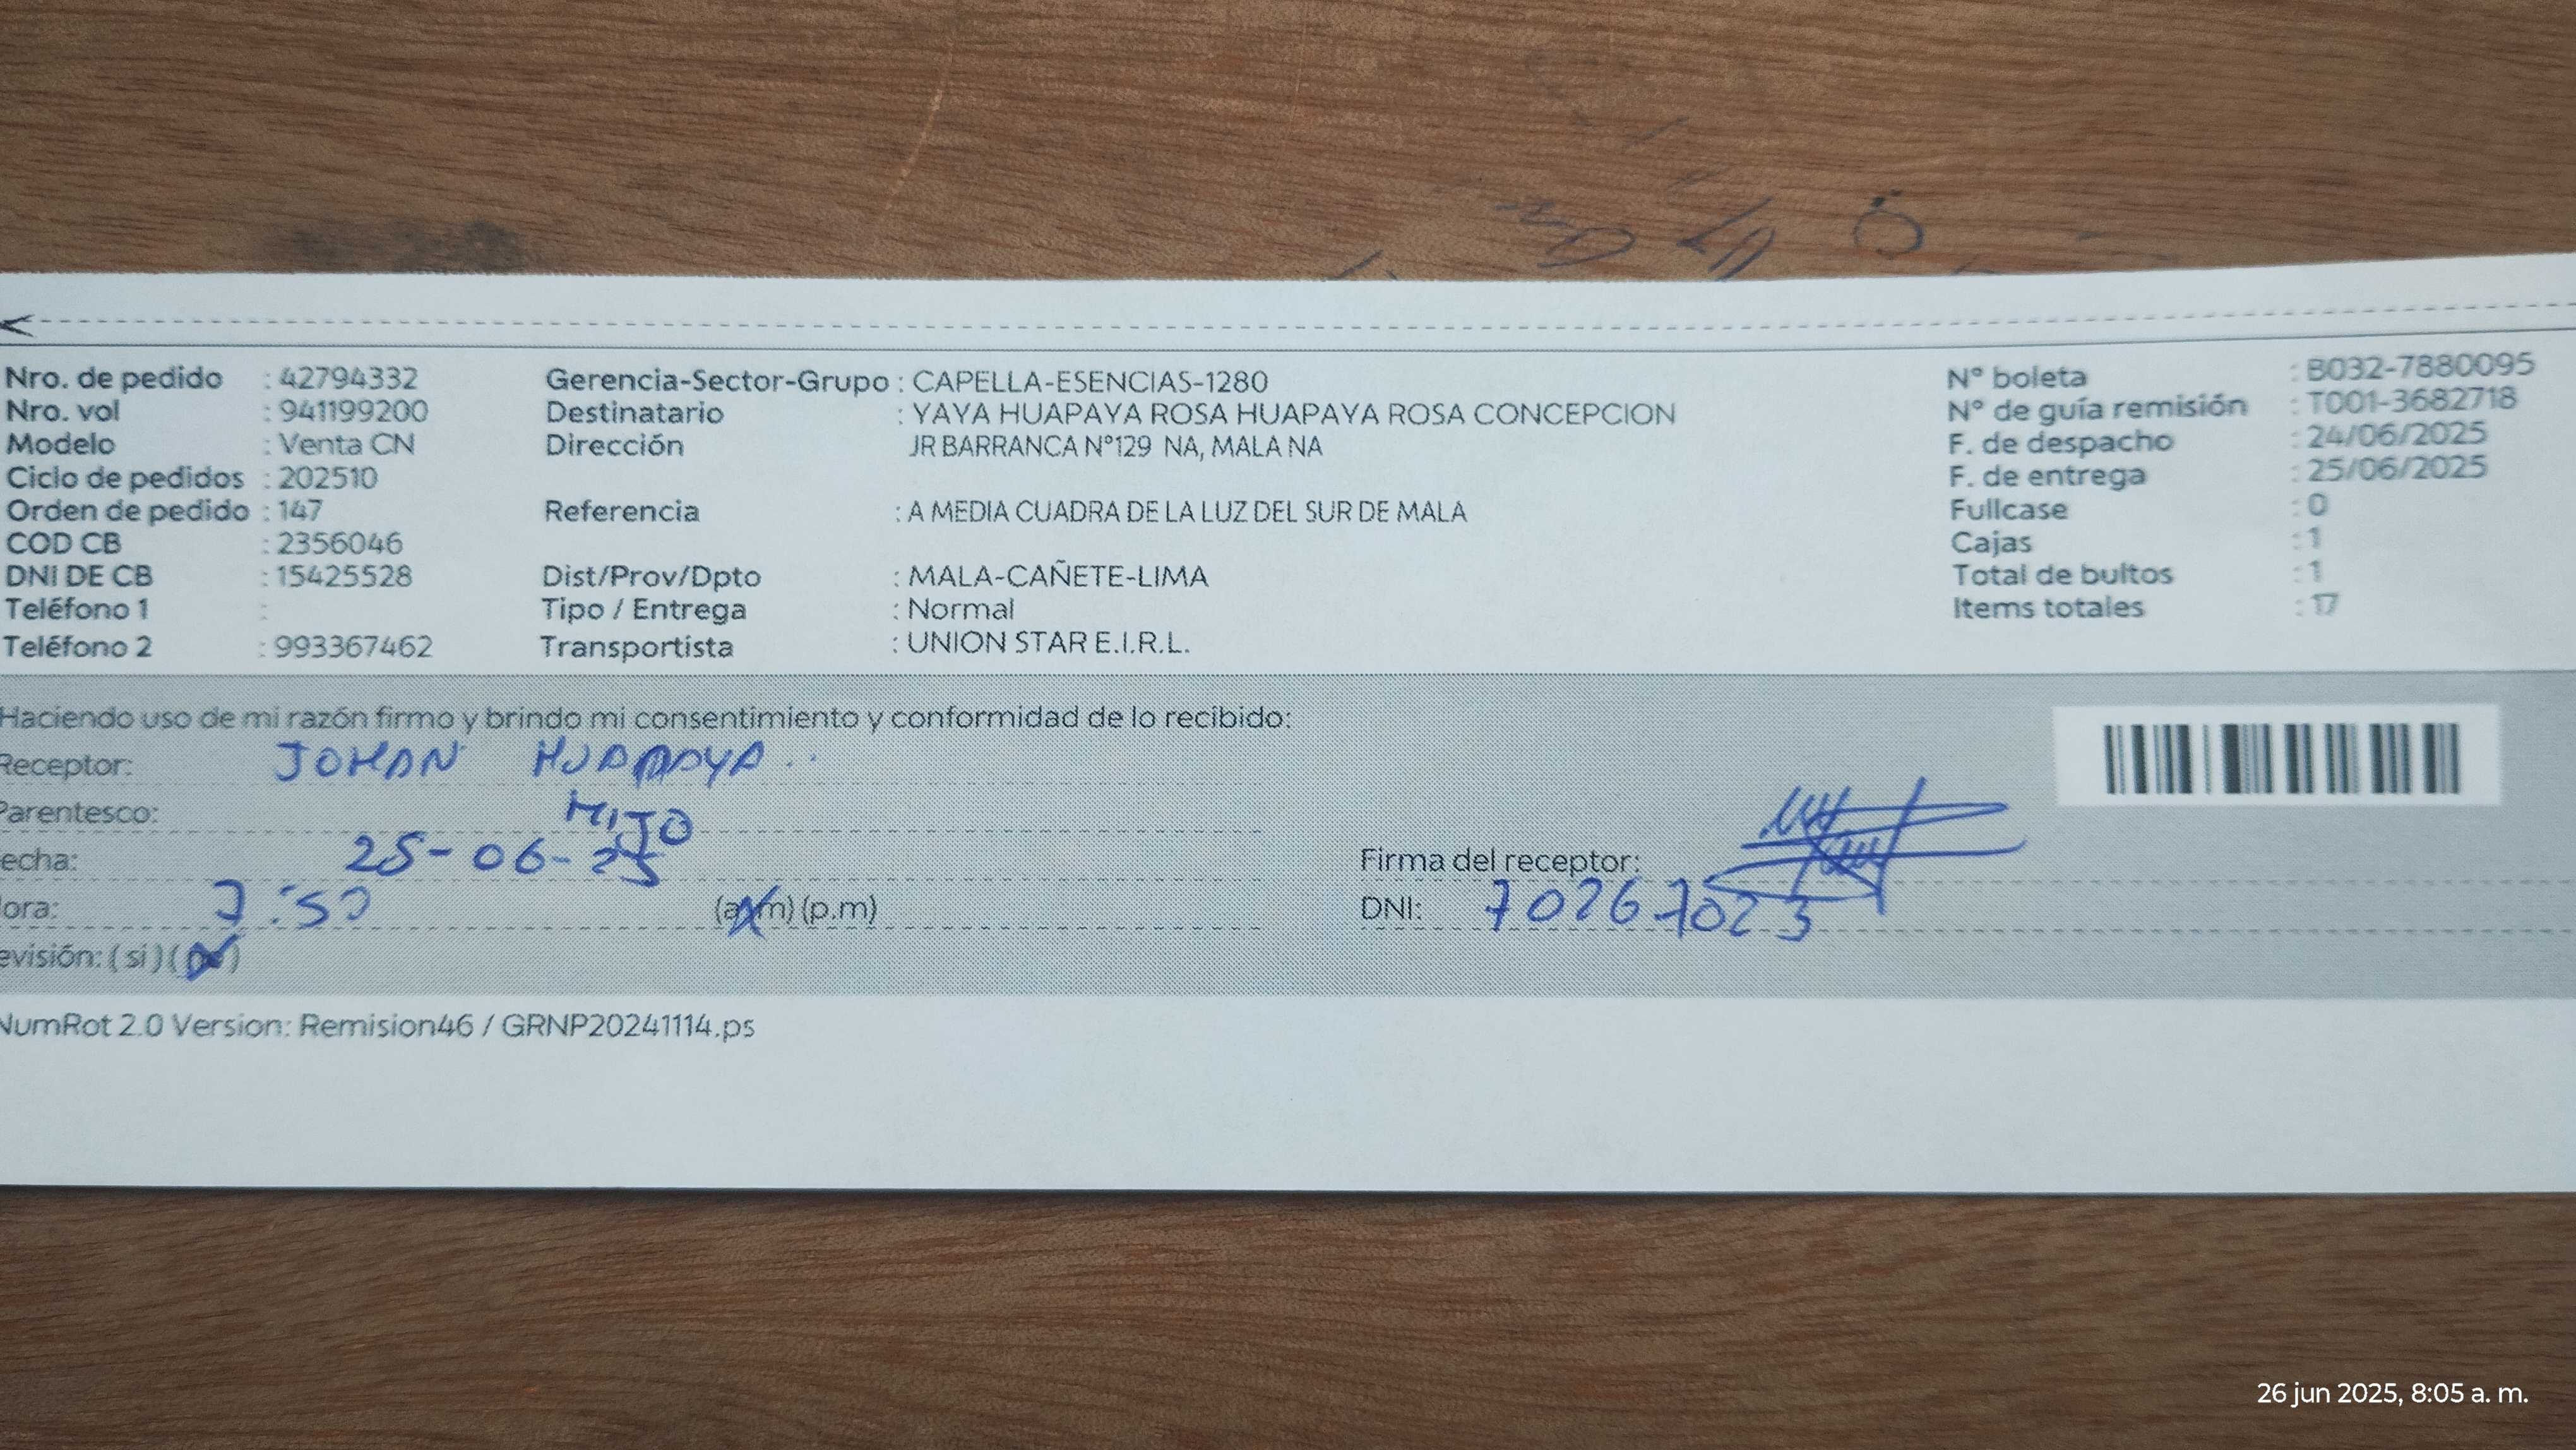 Nro. de pedido : 42794332
Nro. vol : 941199200
Modelo : Venta CN
Ciclo de pedidos : 202510
Orden de pedido : 147
COD CB : 2356046
DNI DE CB : 15425528
Teléfono 1 :
Teléfono 2 : 993367462
Gerencia-Sector-Grupo : CAPELLA-ESENCIAS-1280
Destinatario : YAYA HUAPAYA ROSA HUAPAYA ROSA CONCEPCION
Dirección JR BARRANCA N°129 NA, MALA NA
Referencia : A MEDIA CUADRA DE LA LUZ DEL SUR DE MALA
Dist/Prov/Dpto : MALA-CAÑETE-LIMA
Tipo / Entrega : Normal
Transportista : UNION STAR E.I.R.L.
N° boleta : B032-7880095
N° de guía remisión : T001-3682718
F. de despacho : 24/06/2025
F. de entrega : 25/06/2025
Fullcase : 0
Cajas : 1
Total de bultos : 1
Items totales : 17
Haciendo uso de mi razón firmo y brindo mi consentimiento y conformidad de lo recibido:
Receptor: JOHAN HUAPAYA..
Parentesco: HIJO
echa: 25-06-25
ora: 7:50 (a.m) (p.m)
evisión: ( si ) ( no )
Firma del receptor:
DNI: 70267023
NumRot 2.0 Version: Remision46 / GRNP20241114.ps
26 jun 2025, 8:05 a. m.